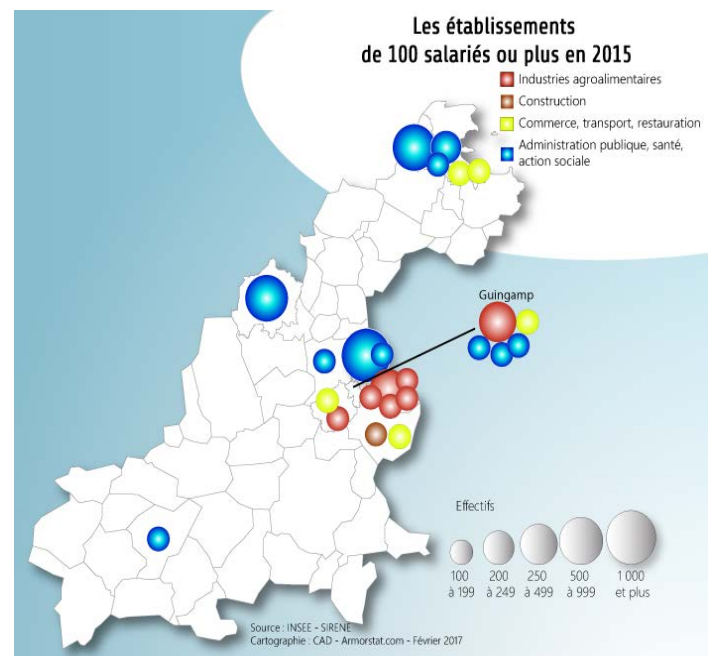 Les établissements
de 100 salariés ou plus en 2015
Industries agroalimentaires
Construction
Commerce, transport, restauration
Administration publique, santé,
action sociale
Guingamp
Effectifs
100 200 250 500 1 000
à 199 à 249 à 499 à 999 et plus
Source : INSEE - SIRENE
Cartographie : CAD - Armorstat.com - Février 2017